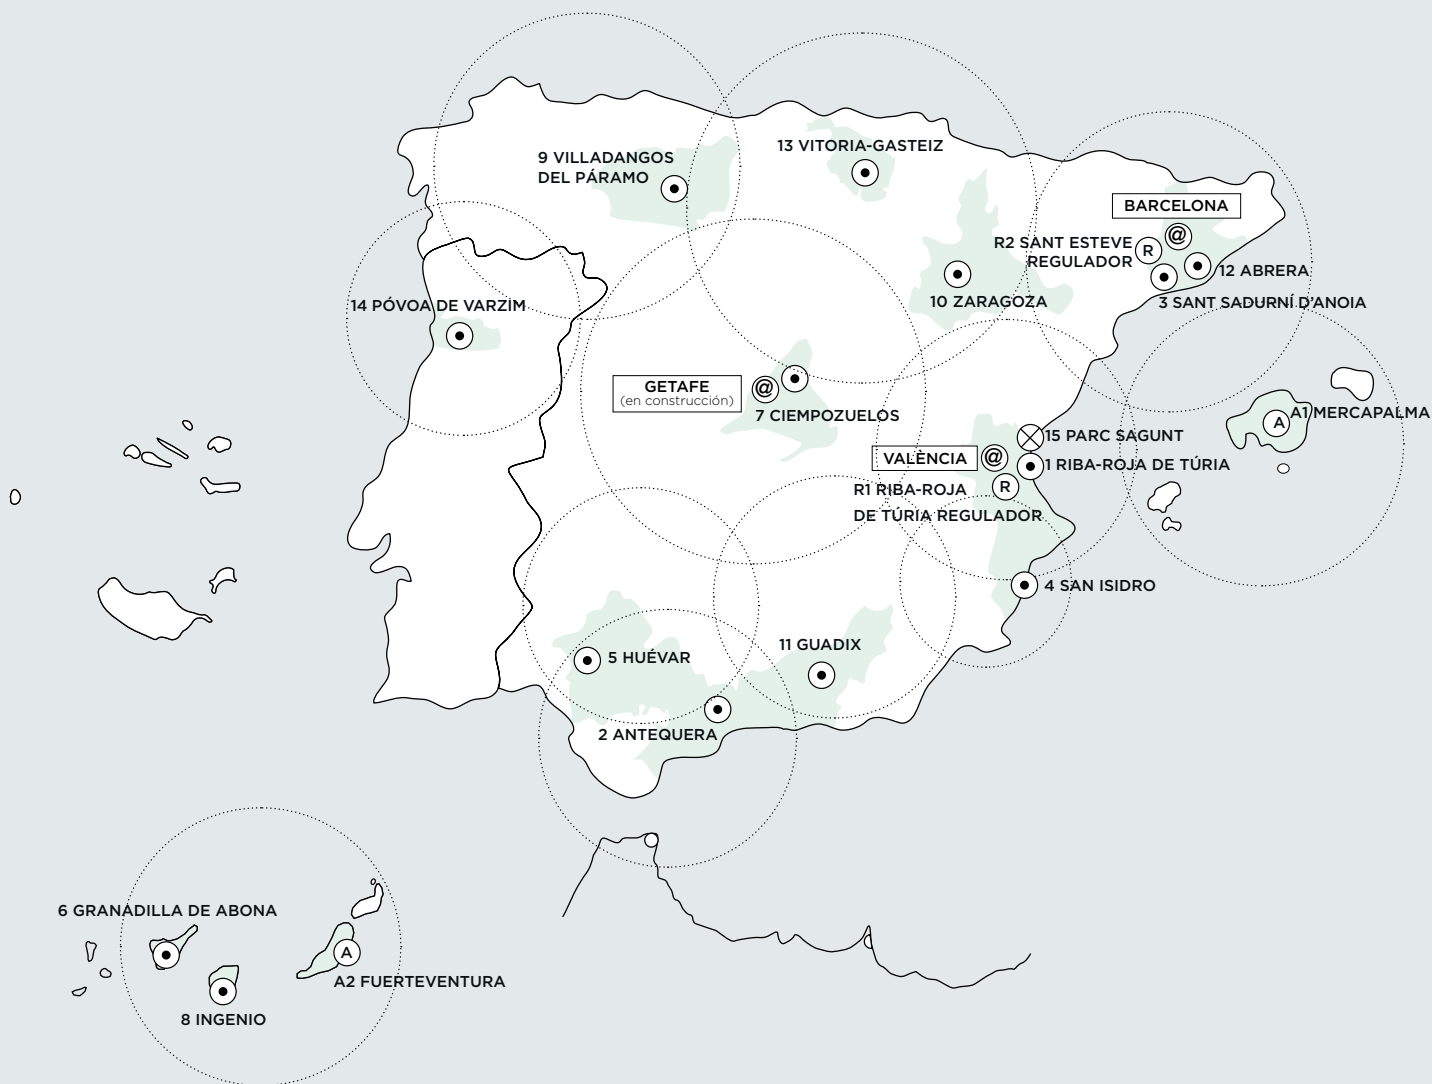 9 VILLADANGOS
DEL PÁRAMO
13 VITORIA-GASTEIZ
BARCELONA
@
R2 SANT ESTEVE
REGULADOR
R
12 ABRERA
3 SANT SADURNÍ D'ANOIA
10 ZARAGOZA
14 PÓVOA DE VARZIM
GETAFE
(en construcción)
@
7 CIEMPOZUELOS
A1 MERCAPALMA
A
15 PARC SAGUNT
VALÈNCIA
@
1 RIBA-ROJA DE TÚRIA
R1 RIBA-ROJA
DE TÚRIA REGULADOR
R
4 SAN ISIDRO
11 GUADIX
5 HUÉVAR
2 ANTEQUERA
6 GRANADILLA DE ABONA
A
A2 FUERTEVENTURA
8 INGENIO